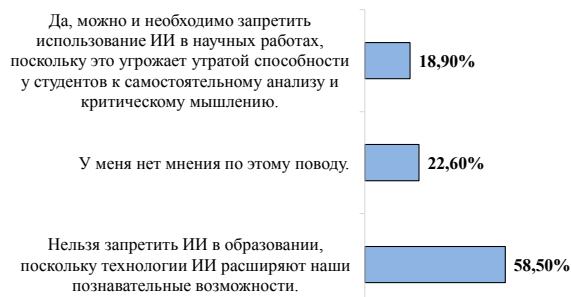 Да, можно и необходимо запретить
использование ИИ в научных работах,
поскольку это угрожает утратой способности
у студентов к самостоятельному анализу и
критическому мышлению.
18,90%
У меня нет мнения по этому поводу.
22,60%
Нельзя запретить ИИ в образовании,
поскольку технологии ИИ расширяют наши
познавательные возможности.
58,50%